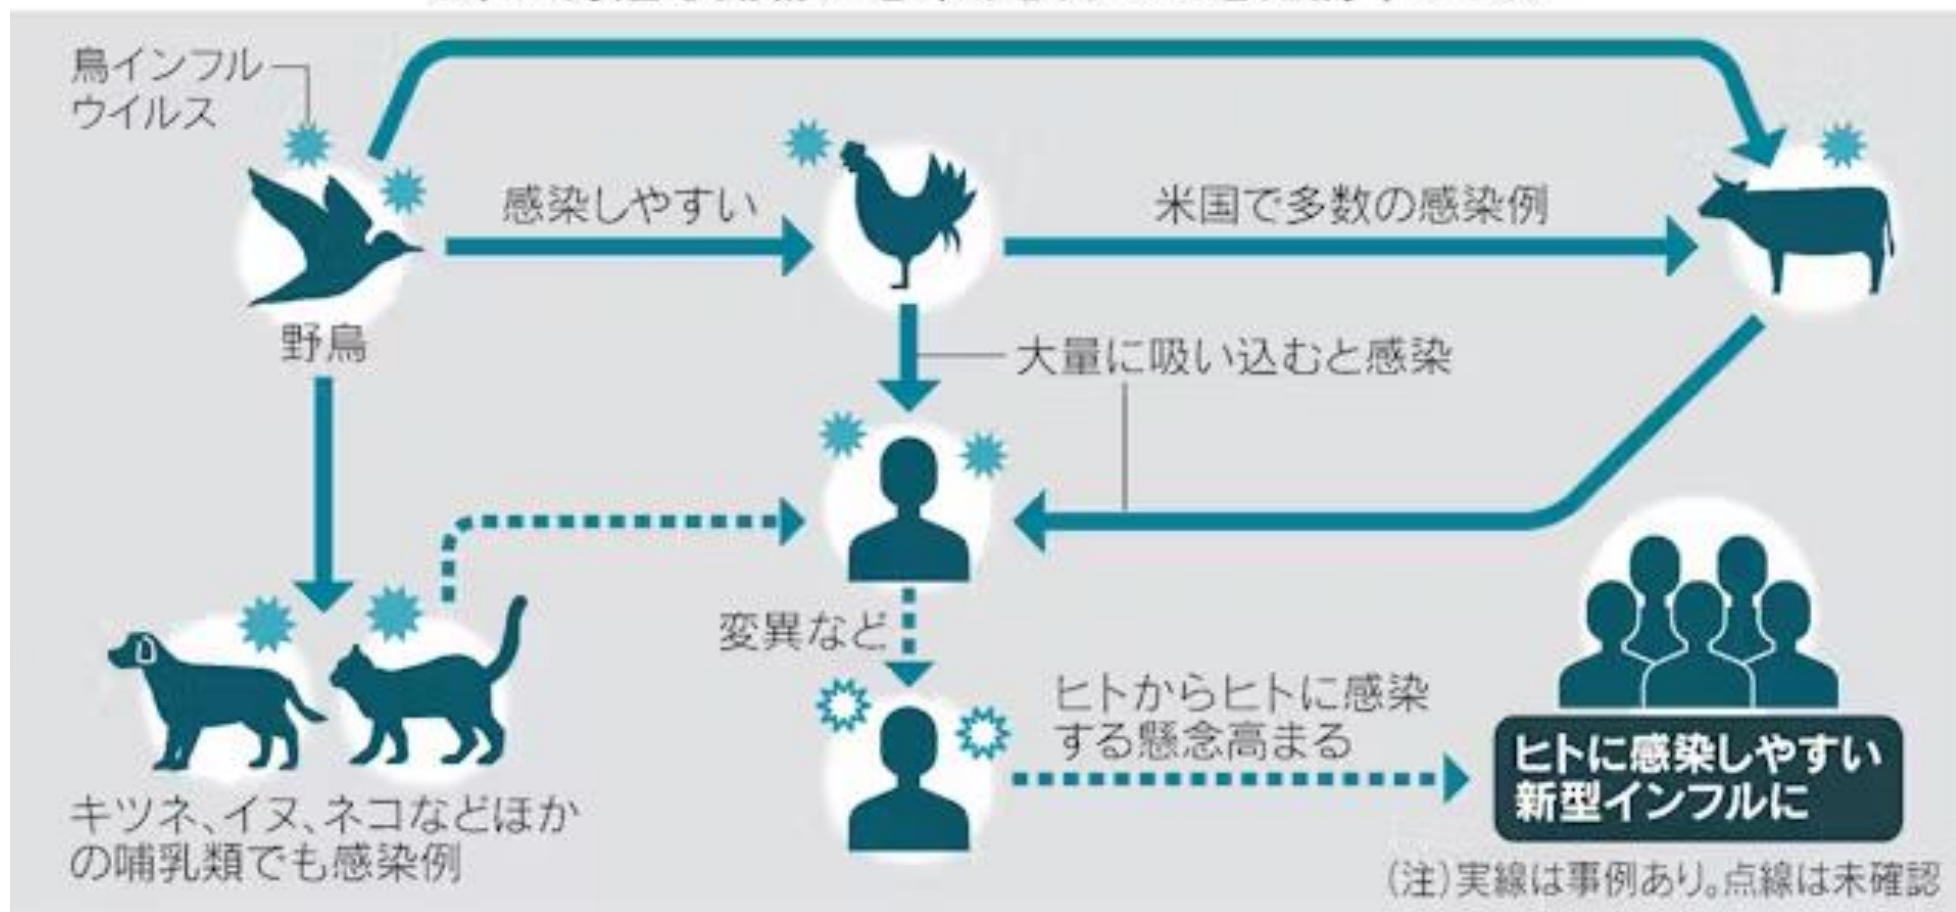 鳥インフル
ウイルス
感染しやすい
米国で多数の感染例
野鳥
大量に吸い込むと感染
変異など
ヒトからヒトに感染
する懸念高まる
キツネ、イヌ、ネコなどほか
の哺乳類でも感染例
ヒトに感染しやすい
新型インフルに
(注)実線は事例あり。点線は未確認